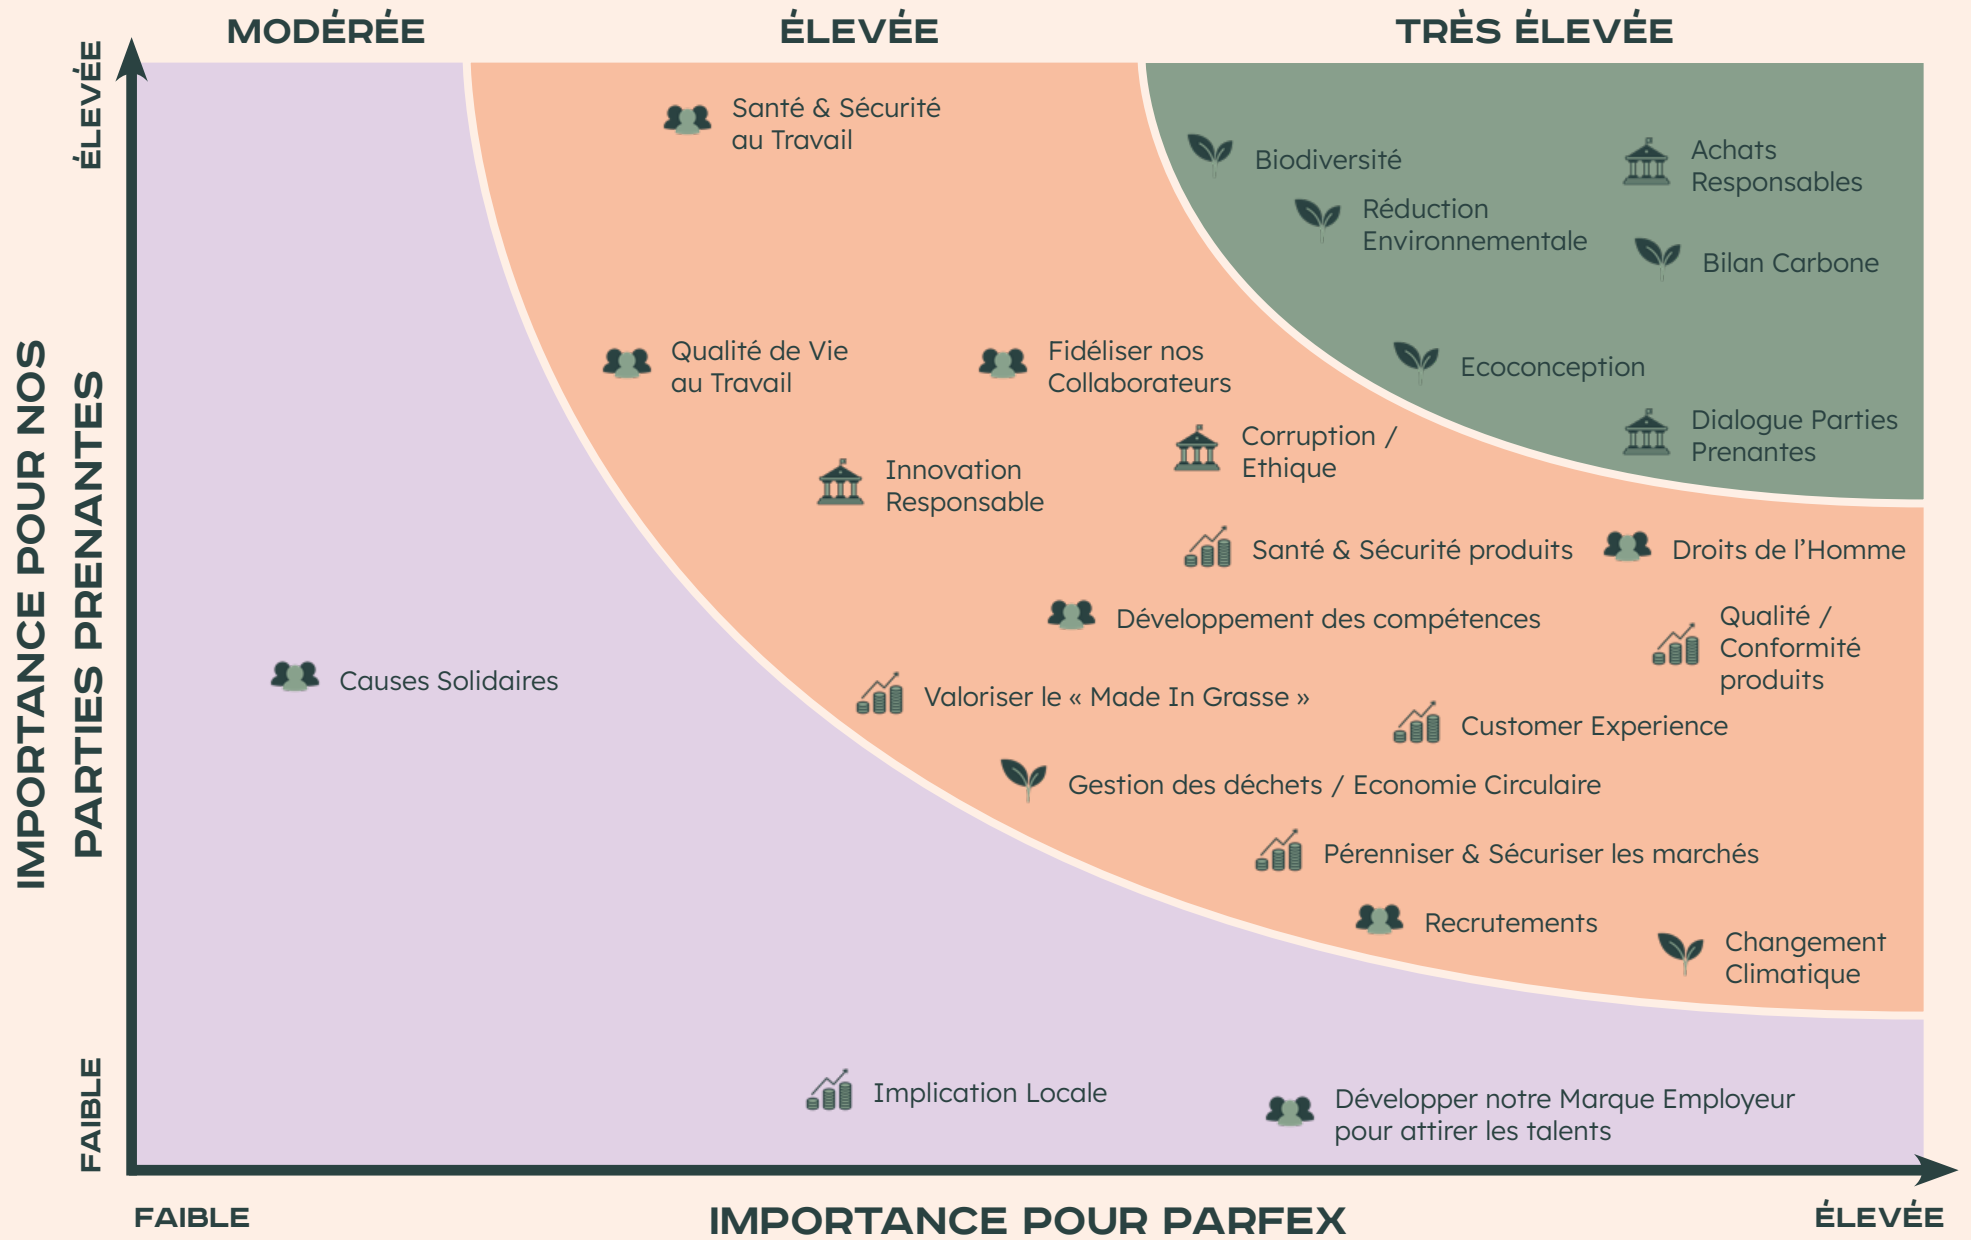 MODÉRÉE
ÉLEVÉE
TRÈS ÉLEVÉE
ÉLEVÉE
IMPORTANCE POUR NOS
PARTIES PRENANTES
FAIBLE
Santé & Sécurité
au Travail
Biodiversité
Achats
Responsables
Réduction
Environnementale
Bilan Carbone
Qualité de Vie
au Travail
Fidéliser nos
Collaborateurs
Ecoconception
Dialogue Parties
Prenantes
Corruption /
Ethique
Innovation
Responsable
Santé & Sécurité produits
Droits de l’Homme
Développement des compétences
Qualité /
Conformité
produits
Causes Solidaires
Valoriser le « Made In Grasse »
Customer Experience
Gestion des déchets / Economie Circulaire
Pérenniser & Sécuriser les marchés
Recrutements
Changement
Climatique
Implication Locale
Développer notre Marque Employeur
pour attirer les talents
FAIBLE
IMPORTANCE POUR PARFEX
ÉLEVÉE